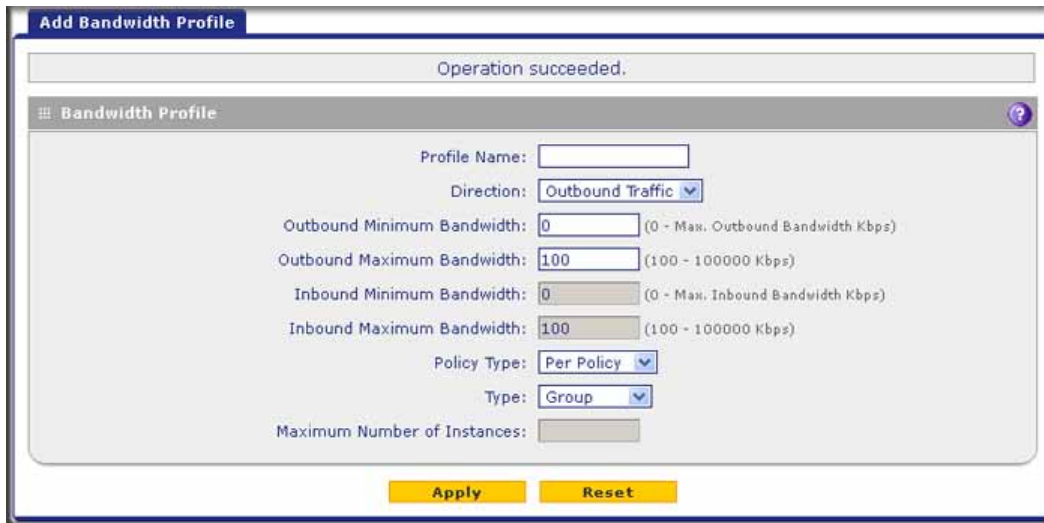 Add Bandwidth Profile
Operation succeeded.
Bandwidth Profile ?
Profile Name:
Direction: Outbound Traffic
Outbound Minimum Bandwidth: 0 (0 - Max. Outbound Bandwidth Kbps)
Outbound Maximum Bandwidth: 100 (100 - 100000 Kbps)
Inbound Minimum Bandwidth: 0 (0 - Max. Inbound Bandwidth Kbps)
Inbound Maximum Bandwidth: 100 (100 - 100000 Kbps)
Policy Type: Per Policy
Type: Group
Maximum Number of Instances:
Apply Reset